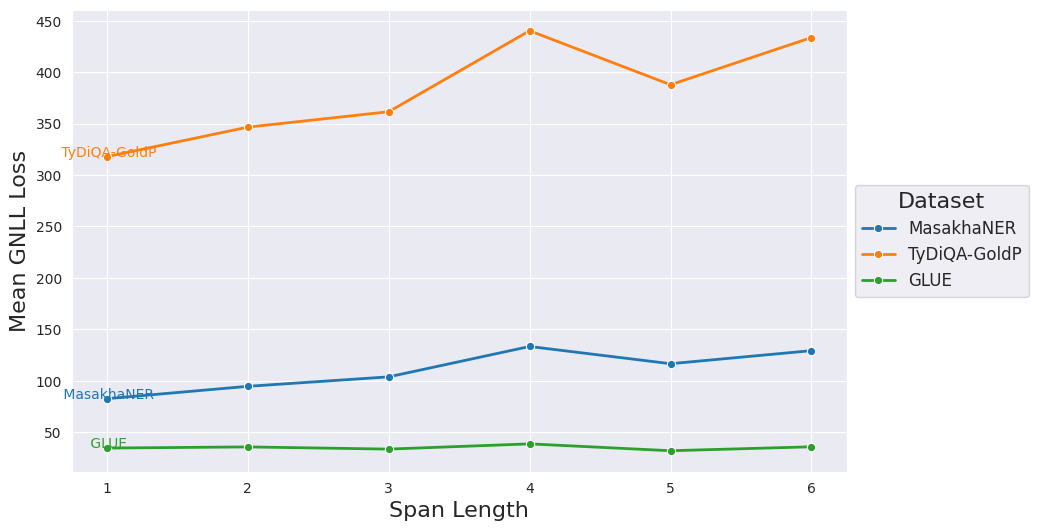 450
400
350
300
250
200
150
100
50
Mean GNLL Loss
TyDiQA-GoldP
MasakhaNER
GLUE
1 2 3 4 5 6
Span Length
Dataset
MasakhaNER
TyDiQA-GoldP
GLUE